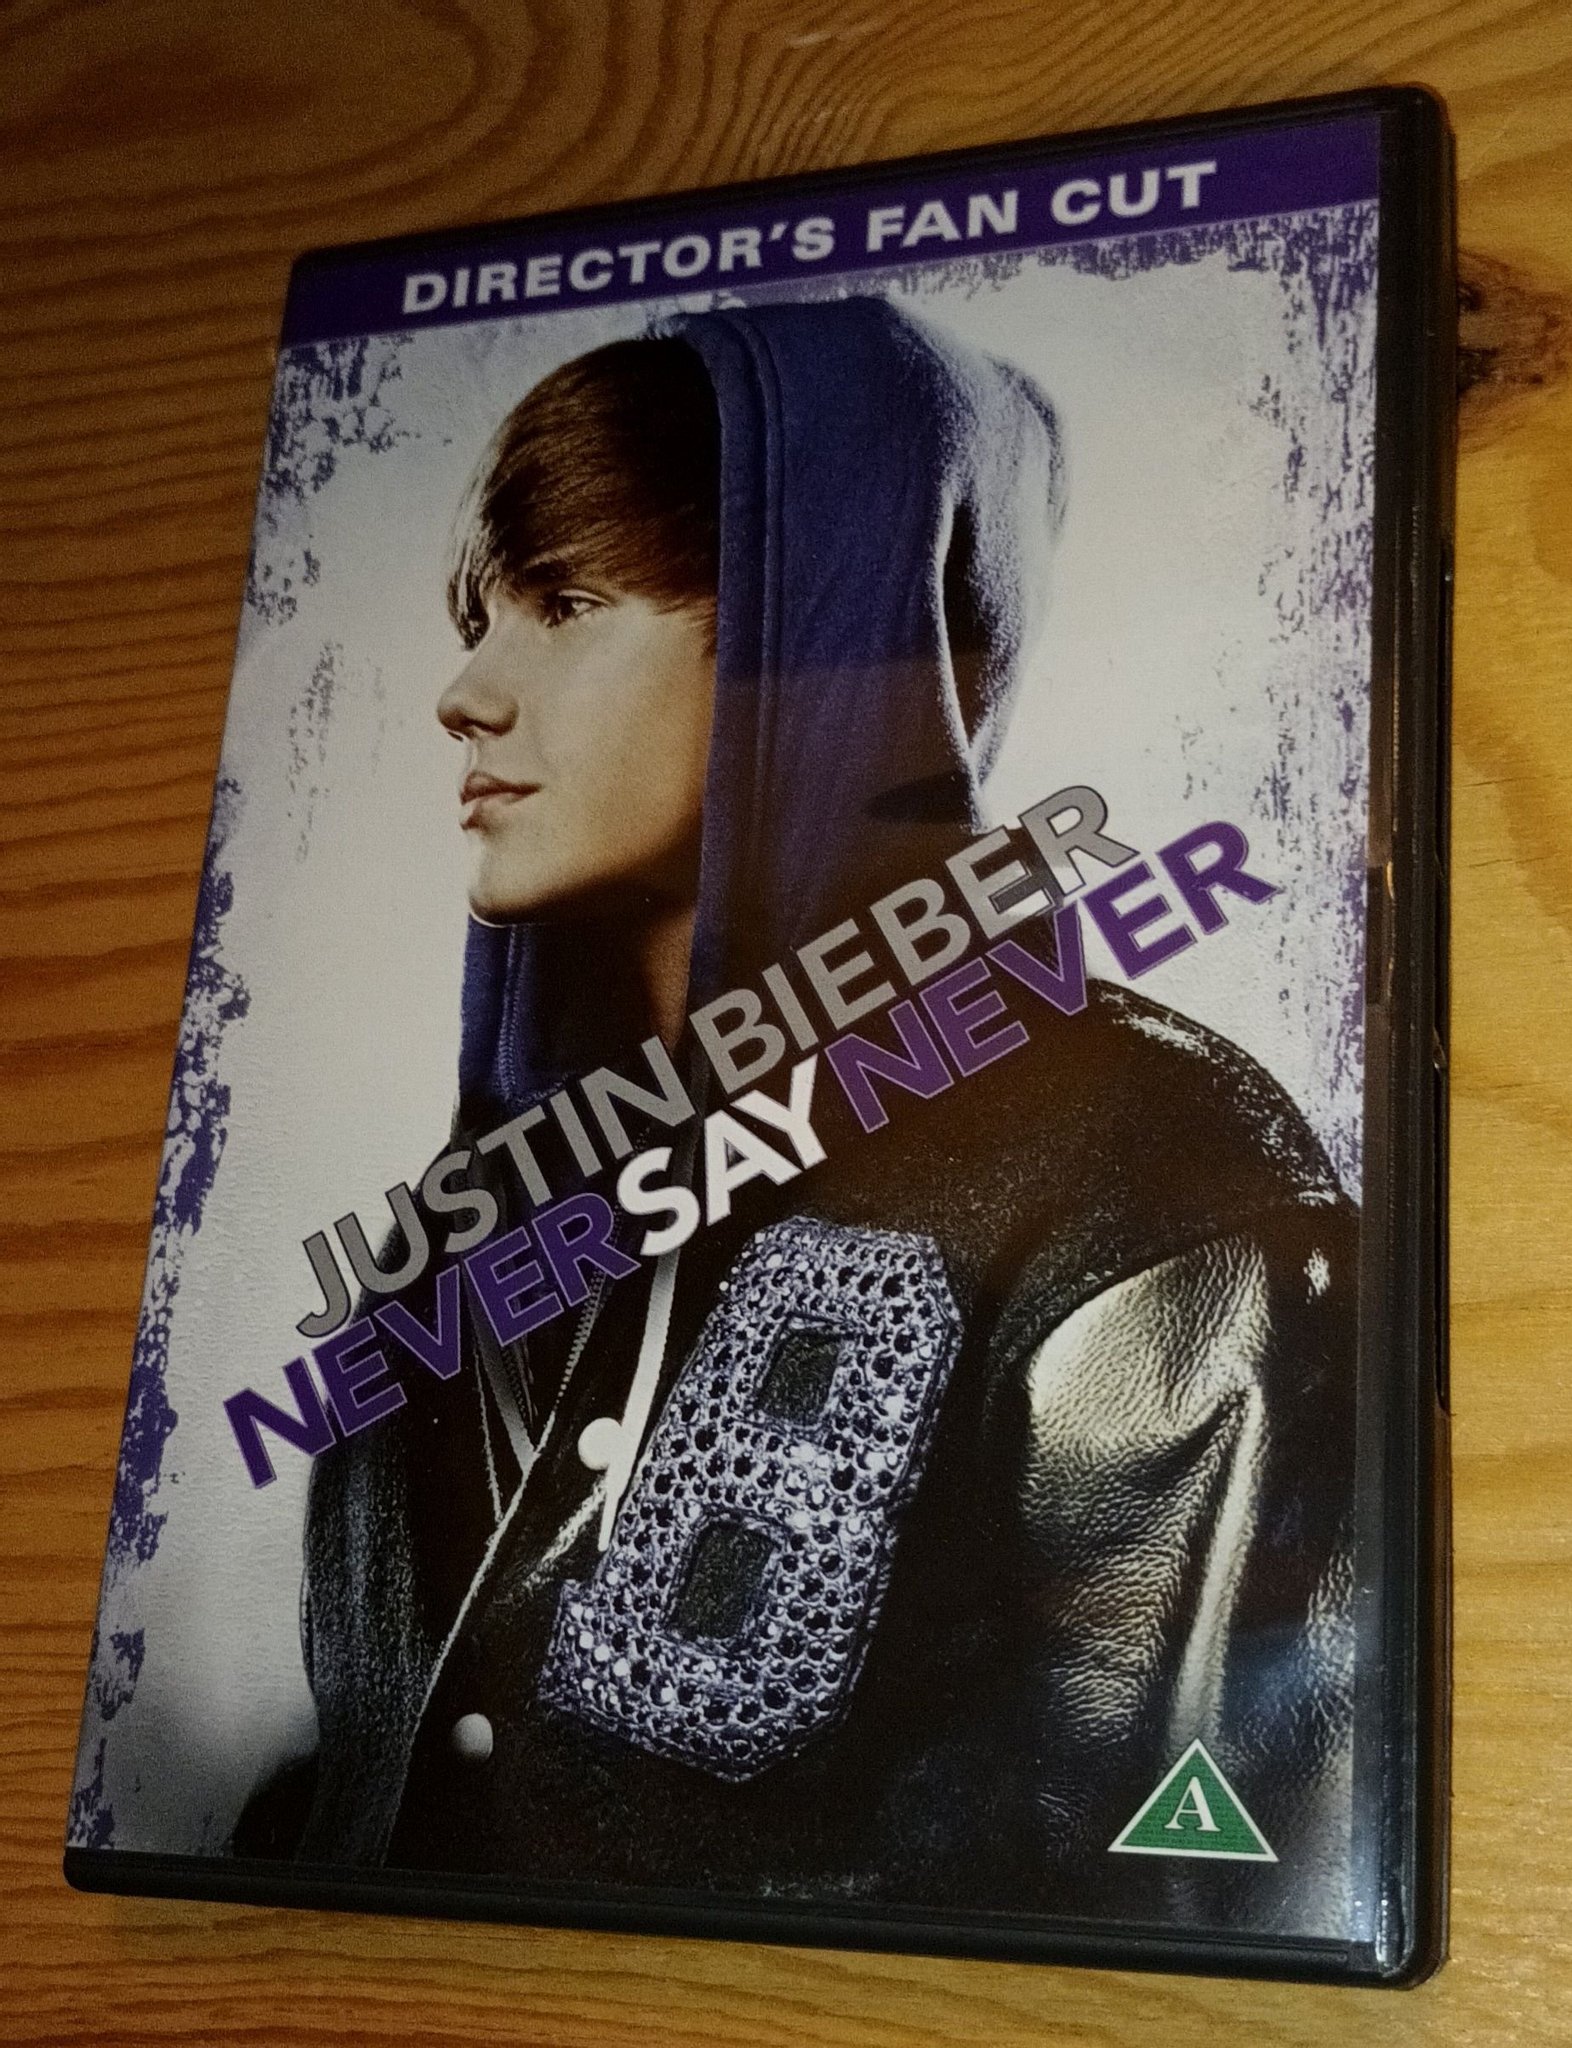 DIRECTOR'S FAN CUT
JUSTIN BIEBER
NEVER SAY NEVER
A